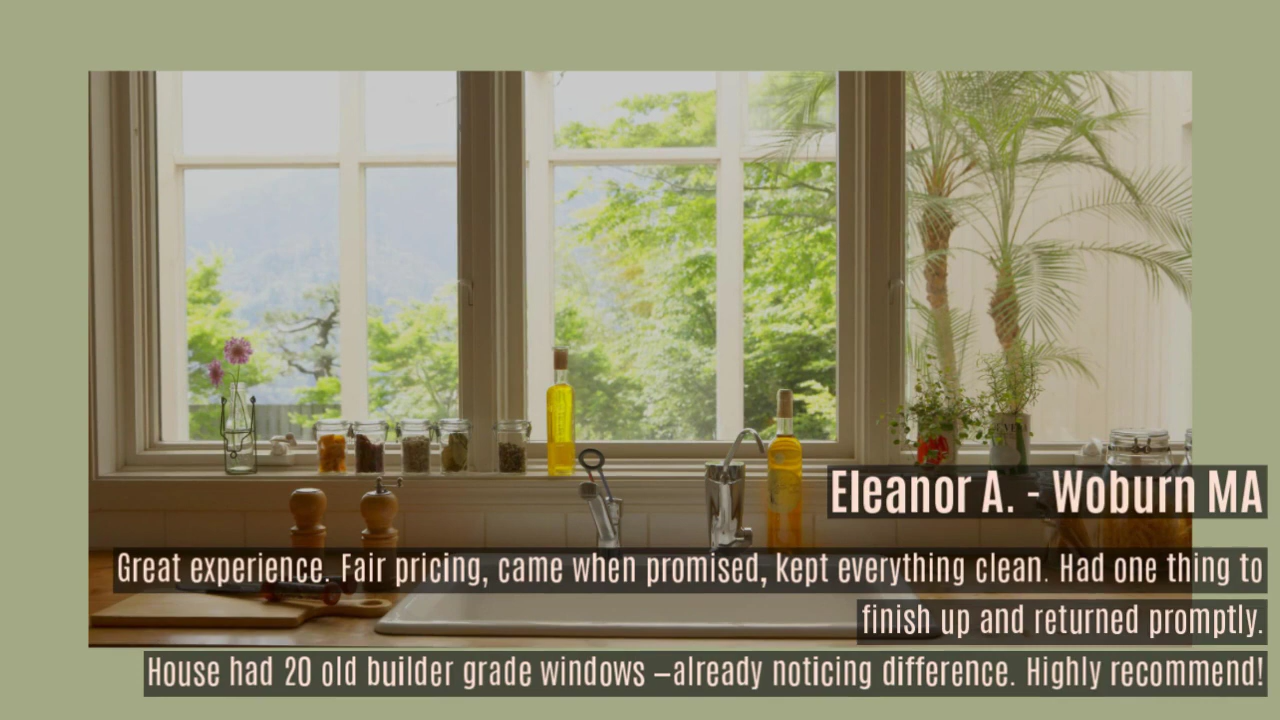 Eleanor A. - Woburn MA
Great experience. Fair pricing, came when promised, kept everything clean. Had one thing to
finish up and returned promptly.
House had 20 old builder grade windows –already noticing difference. Highly recommend!